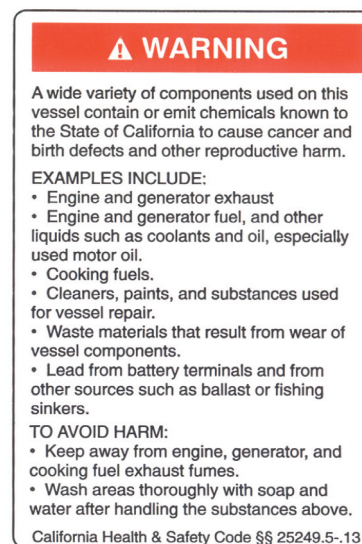 ⚠ WARNING
A wide variety of components used on this
vessel contain or emit chemicals known to
the State of California to cause cancer and
birth defects and other reproductive harm.
EXAMPLES INCLUDE:
• Engine and generator exhaust
• Engine and generator fuel, and other
liquids such as coolants and oil, especially
used motor oil.
• Cooking fuels.
• Cleaners, paints, and substances used
for vessel repair.
• Waste materials that result from wear of
vessel components.
• Lead from battery terminals and from
other sources such as ballast or fishing
sinkers.
TO AVOID HARM:
• Keep away from engine, generator, and
cooking fuel exhaust fumes.
• Wash areas thoroughly with soap and
water after handling the substances above.
California Health & Safety Code §§ 25249.5-.13